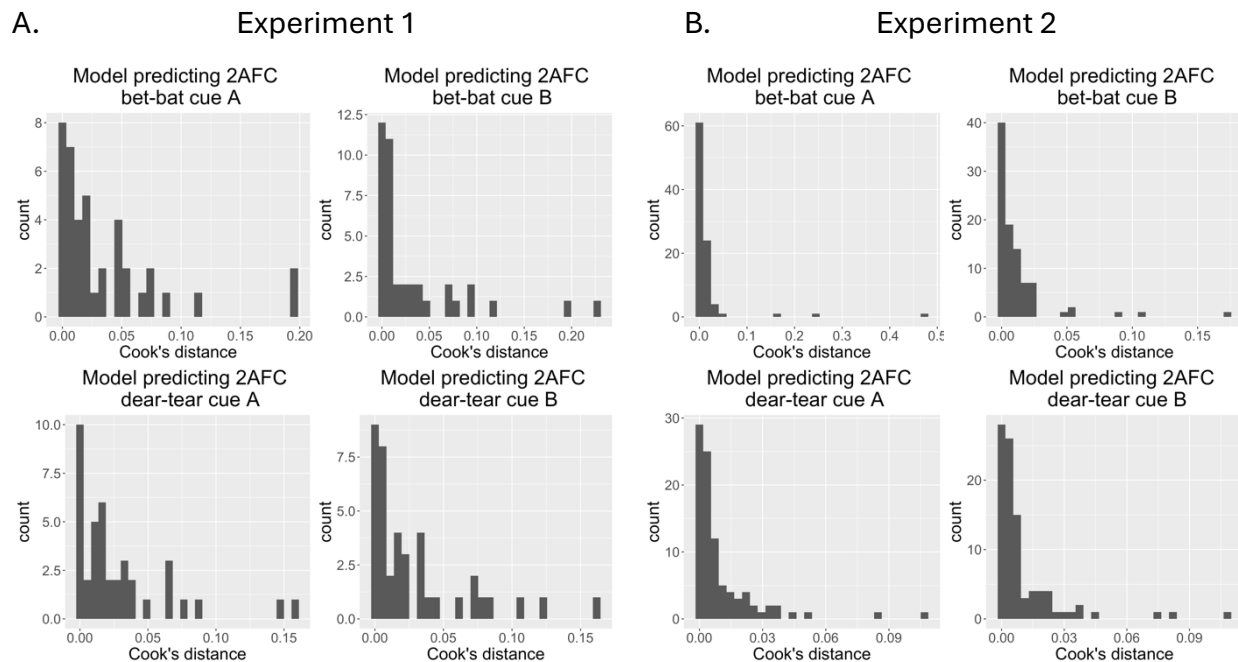 A.
Experiment 1
B.
Experiment 2
Model predicting 2AFC
bet-bat cue A
8
6
4
2
0
count
0.00 0.05 0.10 0.15 0.20
Cook's distance
Model predicting 2AFC
bet-bat cue B
12.5
10.0
7.5
5.0
2.5
0.0
count
0.00 0.05 0.10 0.15 0.20
Cook's distance
Model predicting 2AFC
bet-bat cue A
60
40
20
0
count
0.0 0.1 0.2 0.3 0.4 0.5
Cook's distance
Model predicting 2AFC
bet-bat cue B
40
30
20
10
0
count
0.00 0.05 0.10 0.15
Cook's distance
Model predicting 2AFC
dear-tear cue A
10.0
7.5
5.0
2.5
0.0
count
0.00 0.05 0.10 0.15
Cook's distance
Model predicting 2AFC
dear-tear cue B
7.5
5.0
2.5
0.0
count
0.00 0.05 0.10 0.15
Cook's distance
Model predicting 2AFC
dear-tear cue A
30
20
10
0
count
0.00 0.03 0.06 0.09
Cook's distance
Model predicting 2AFC
dear-tear cue B
20
10
0
count
0.00 0.03 0.06 0.09
Cook's distance